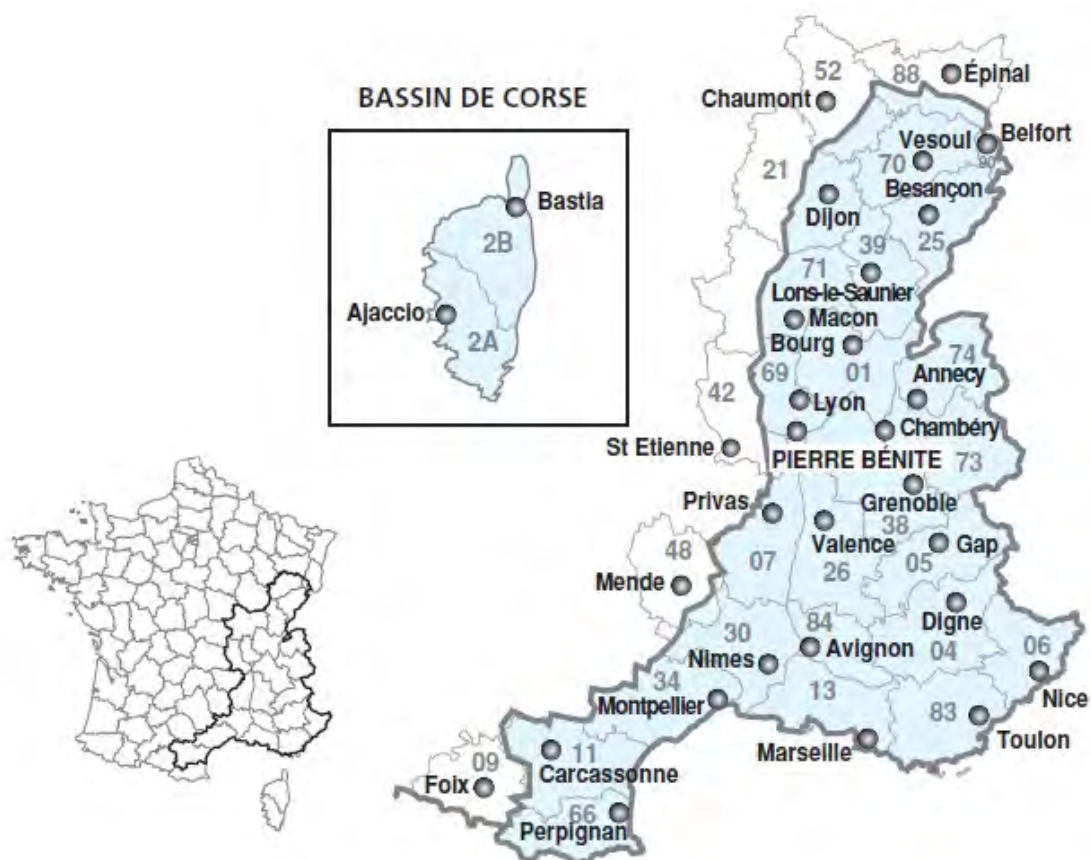 BASSIN DE CORSE
Bastia
2B
Ajaccio
2A
52
88
Épinal
Chaumont
Vesoul
Belfort
21
70
90
Besançon
Dijon
39
25
71
Lons-le-Saunier
Macon
Bourg
74
69
01
Annecy
42
Lyon
Chambéry
St Etienne
PIERRE BÉNITE
73
Privas
Grenoble
38
48
Valence
Gap
07
05
Mende
26
Digne
84
30
Avignon
04
06
Nimes
34
13
Nice
Montpellier
83
Toulon
Marseille
09
11
Foix
Carcassonne
66
Perpignan